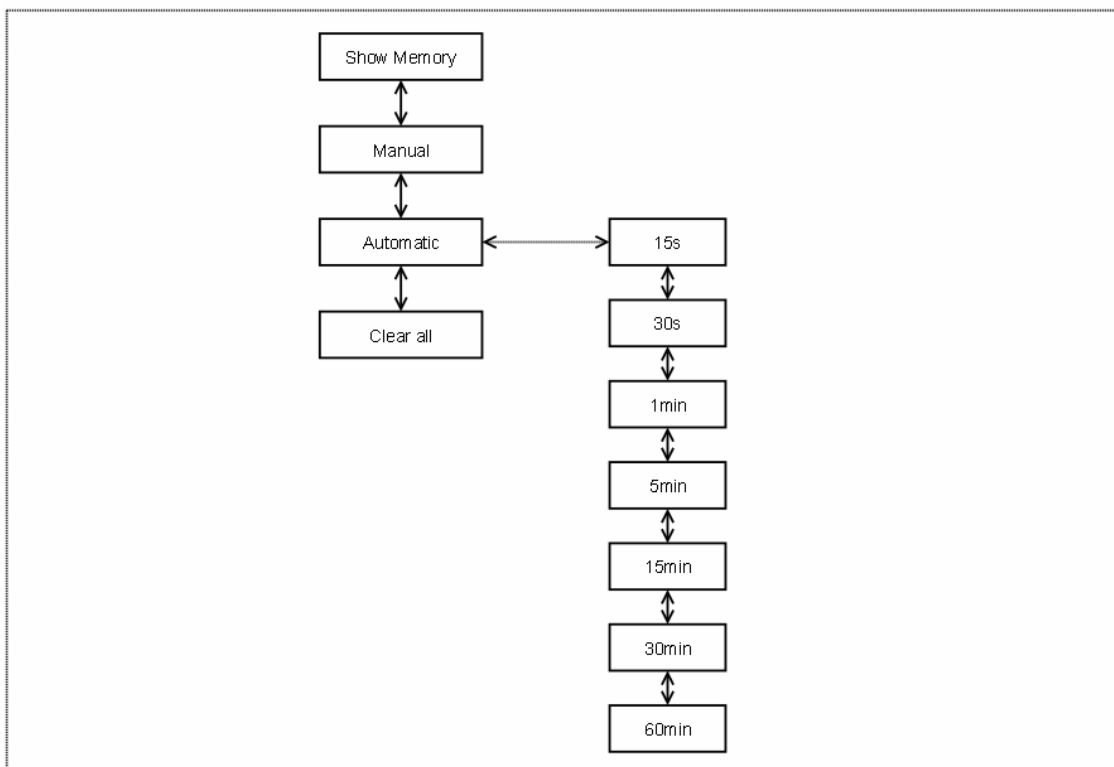 Show Memory
Manual
Automatic
15s
Clear all
30s
1min
5min
15min
30min
60min